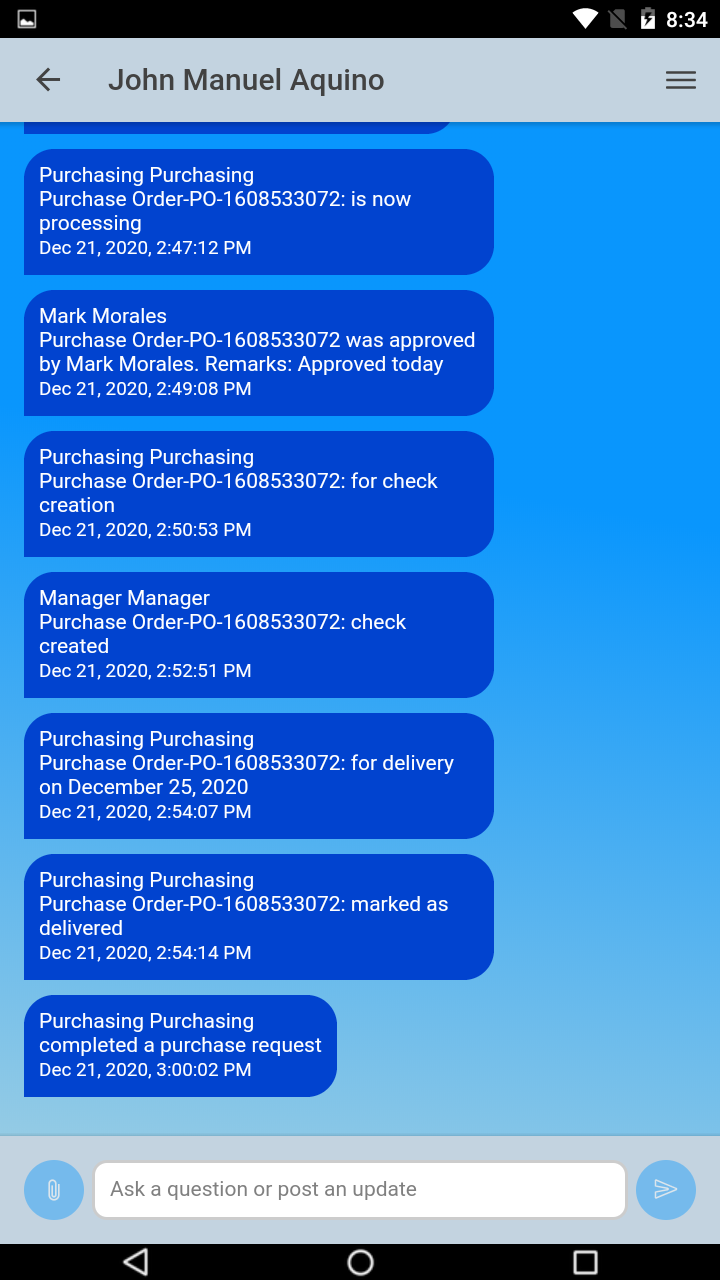 8:34
John Manuel Aquino
Purchasing Purchasing
Purchase Order-PO-1608533072: is now
processing
Dec 21, 2020, 2:47:12 PM
Mark Morales
Purchase Order-PO-1608533072 was approved
by Mark Morales. Remarks: Approved today
Dec 21, 2020, 2:49:08 PM
Purchasing Purchasing
Purchase Order-PO-1608533072: for check
creation
Dec 21, 2020, 2:50:53 PM
Manager Manager
Purchase Order-PO-1608533072: check
created
Dec 21, 2020, 2:52:51 PM
Purchasing Purchasing
Purchase Order-PO-1608533072: for delivery
on December 25, 2020
Dec 21, 2020, 2:54:07 PM
Purchasing Purchasing
Purchase Order-PO-1608533072: marked as
delivered
Dec 21, 2020, 2:54:14 PM
Purchasing Purchasing
completed a purchase request
Dec 21, 2020, 3:00:02 PM
Ask a question or post an update